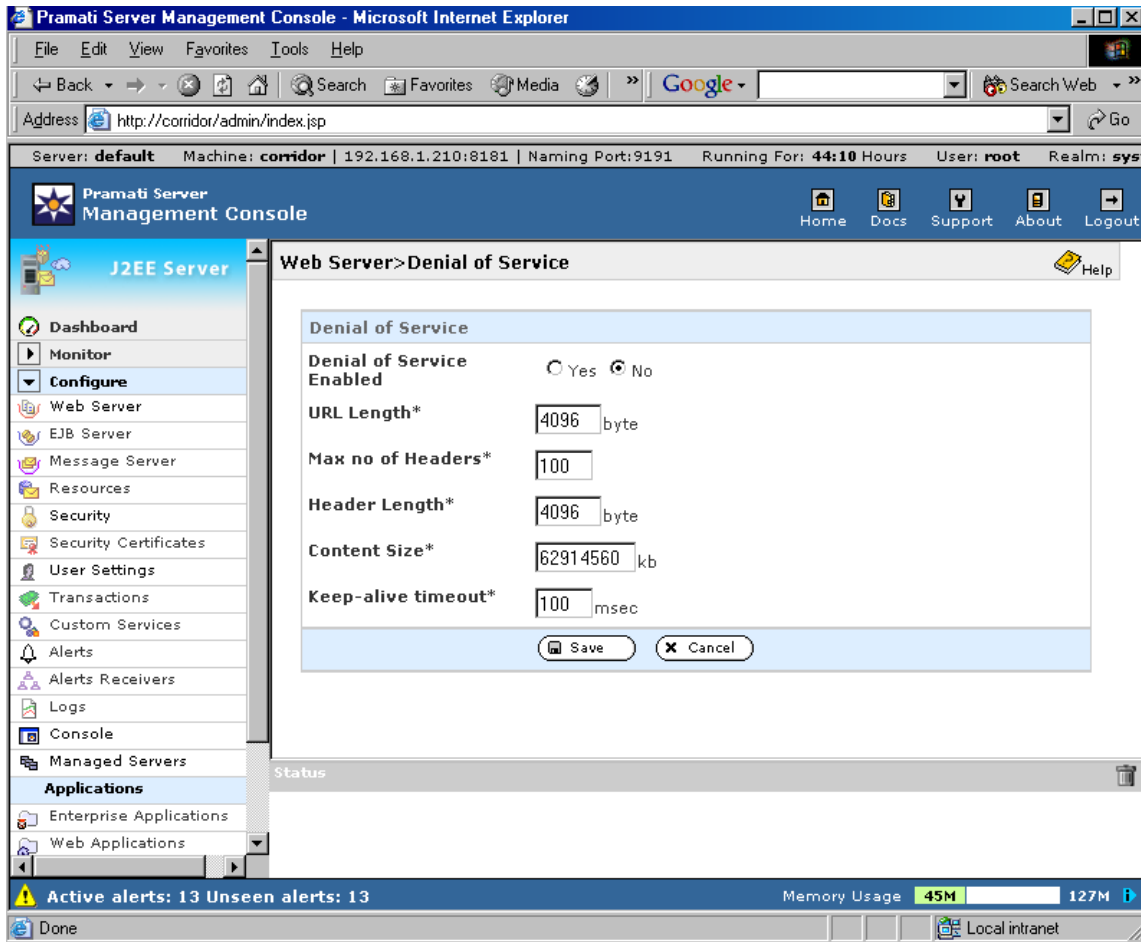 Pramati Server Management Console - Microsoft Internet Explorer
File Edit View Favorites Tools Help
Back Search Favorites Media » Google Search Web »
Address http://corridor/admin/index.jsp Go
Server: default Machine: corridor | 192.168.1.210:8181 | Naming Port:9191 Running For: 44:10 Hours User: root Realm: sys
Pramati Server
Management Console
Home Docs Support About Logout
J2EE Server
Web Server>Denial of Service
Help
Dashboard
Monitor
Configure
Web Server
EJB Server
Message Server
Resources
Security
Security Certificates
User Settings
Transactions
Custom Services
Alerts
Alerts Receivers
Logs
Console
Managed Servers
Applications
Enterprise Applications
Web Applications
Denial of Service
Denial of Service
Enabled
Yes No
URL Length* 4096 byte
Max no of Headers* 100
Header Length* 4096 byte
Content Size* 62914560 kb
Keep-alive timeout* 100 msec
Save Cancel
Status
Active alerts: 13 Unseen alerts: 13
Memory Usage 45M 127M
Done Local intranet